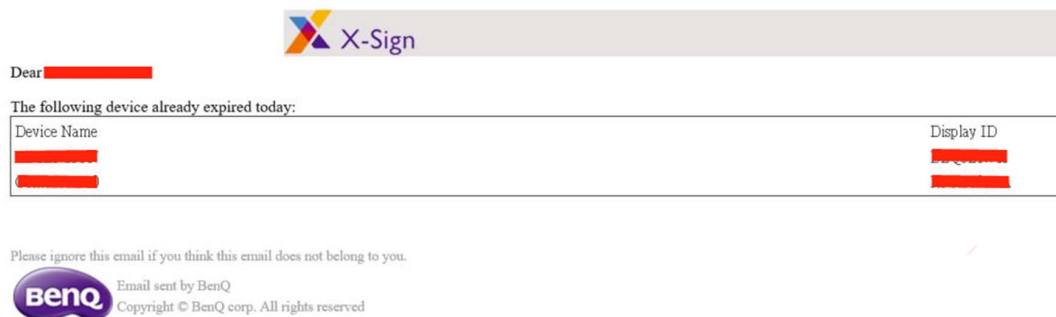 X-Sign
Dear
The following device already expired today:
Device Name Display ID
Please ignore this email if you think this email does not belong to you.
BenQ
Email sent by BenQ
Copyright © BenQ corp. All rights reserved